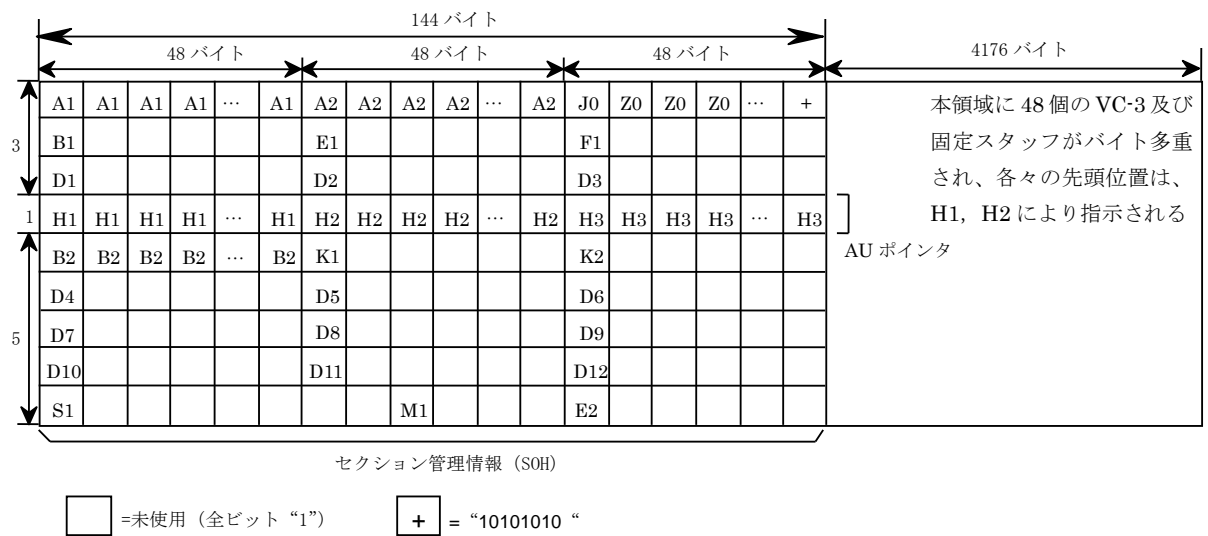 144 バイト
48 バイト 48 バイト 48 バイト 4176 バイト
A1 A1 A1 A1 … A1 A2 A2 A2 A2 … A2 J0 Z0 Z0 Z0 … +
B1 E1 F1
3
D1 D2 D3
1 H1 H1 H1 H1 … H1 H2 H2 H2 H2 … H2 H3 H3 H3 H3 … H3
B2 B2 B2 B2 … B2 K1 K2
D4 D5 D6
5 D7 D8 D9
D10 D11 D12
S1 M1 E2
本領域に 48 個の VC-3 及び
固定スタッフがバイト多重
され、各々の先頭位置は、
H1, H2 により指示される
AU ポインタ
セクション管理情報 (SOH)
=未使用（全ビット “1”）
+ = “10101010 “